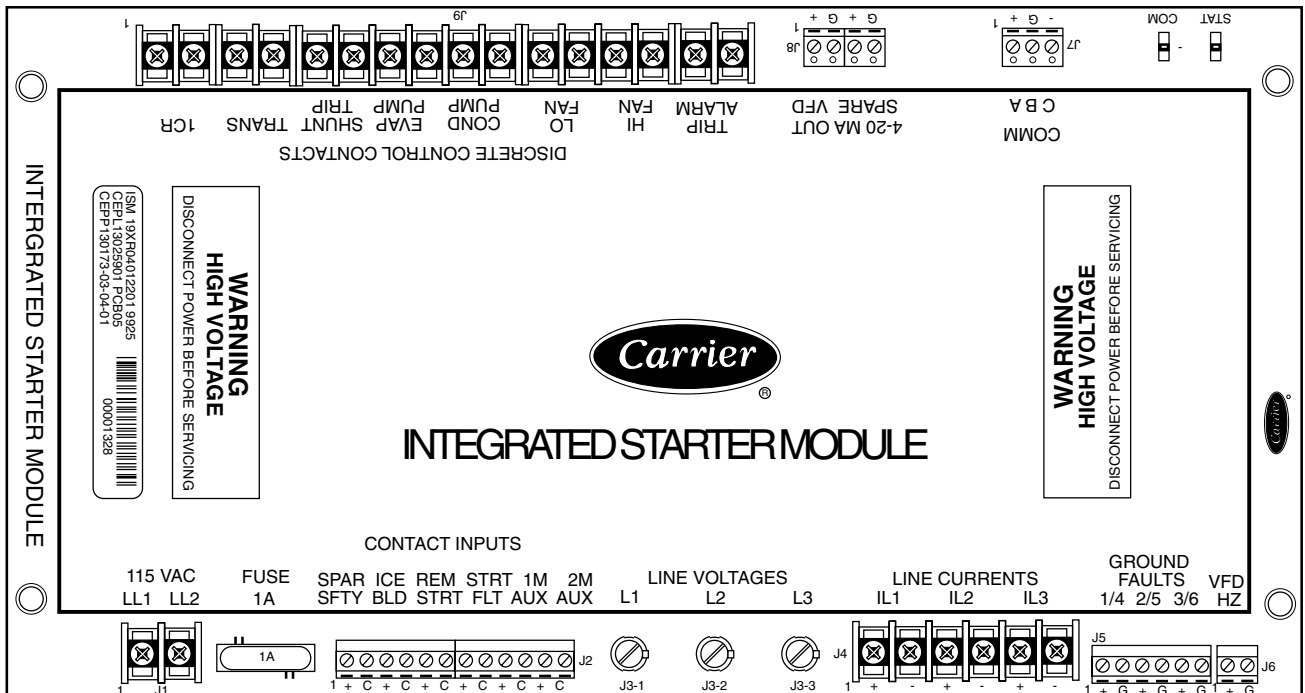 1
J9
1
+ G + G
J8
1
+ G -
J7
COM
-
STAT
1CR
TRANS
SHUNT
TRIP
EVAP
PUMP
COND
PUMP
LO
FAN
HI
FAN
TRIP
ALARM
4-20 MA OUT
SPARE VFD
COMM
C B A
DISCRETE CONTROL CONTACTS
INTERGRATED STARTER MODULE
ISM 19XR04012201 9925
CEPL13025901 PCB05
CEPP130173-03-04-01
00001328
WARNING
HIGH VOLTAGE
DISCONNECT POWER BEFORE SERVICING
WARNING
HIGH VOLTAGE
DISCONNECT POWER BEFORE SERVICING
Carrier
®
INTEGRATED STARTER MODULE
Carrier
CONTACT INPUTS
115 VAC
LL1 LL2
FUSE
1A
SPAR ICE REM STRT 1M 2M
SFTY BLD STRT FLT AUX AUX
LINE VOLTAGES
L1 L2 L3
LINE CURRENTS
IL1 IL2 IL3
GROUND
FAULTS
1/4 2/5 3/6
VFD
HZ
1A
J2
J4
J5
J6
1 J1
1 + C + C + C + C + C + C
J3-1 J3-2 J3-3
1 + - + - + -
1 + G + G + G
1 + G